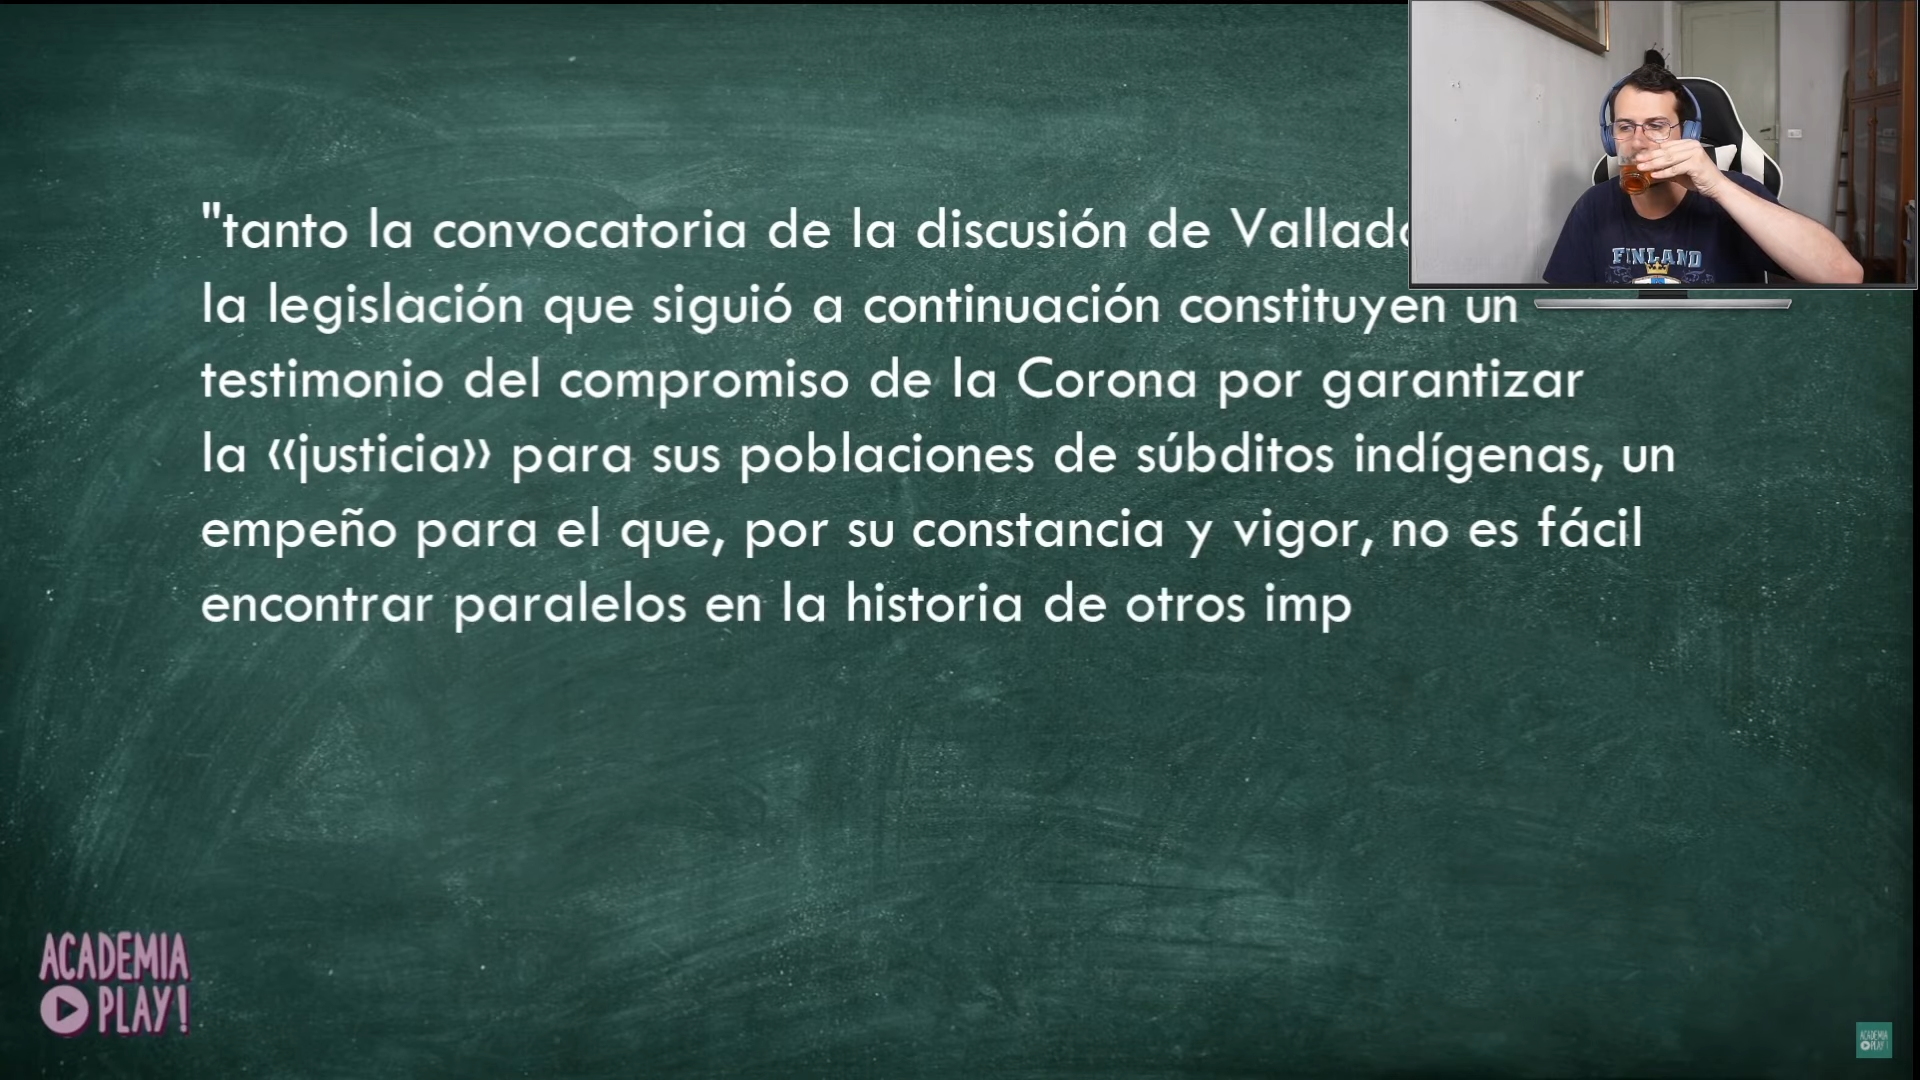 "tanto la convocatoria de la discusión de
la legislación que siguió a continuación constituyen un
testimonio del compromiso de la Corona por garantizar
la «justicia» para sus poblaciones de súbditos indígenas, un
empeño para el que, por su constancia y vigor, no es fácil
encontrar paralelos en la historia de otros imp
FINLAND
ACADEMIA
PLAY!
ACADEMIA
PLAY!